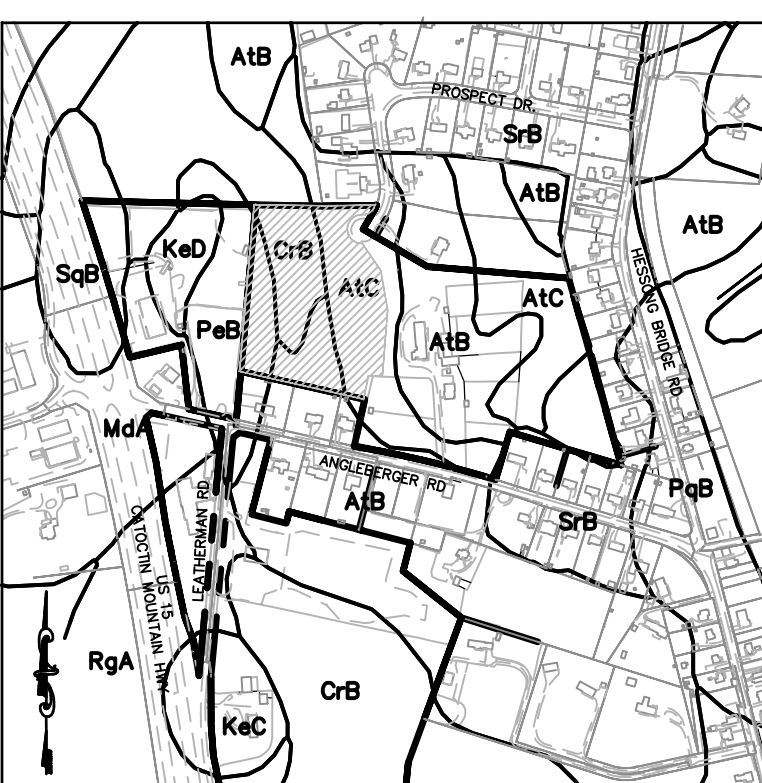 AtB
PROSPECT DR.
SrB
AtB
AtB
KeD
CrB
SqB
AtC
AtC
HESSONG BRIDGE RD
PeB
AtB
MdA
ANGLEBERGER RD
LEATHERMAN RD
AtB
PqB
SrB
US 15
CATOCTIN MOUNTAIN HWY
RgA
CrB
KeC